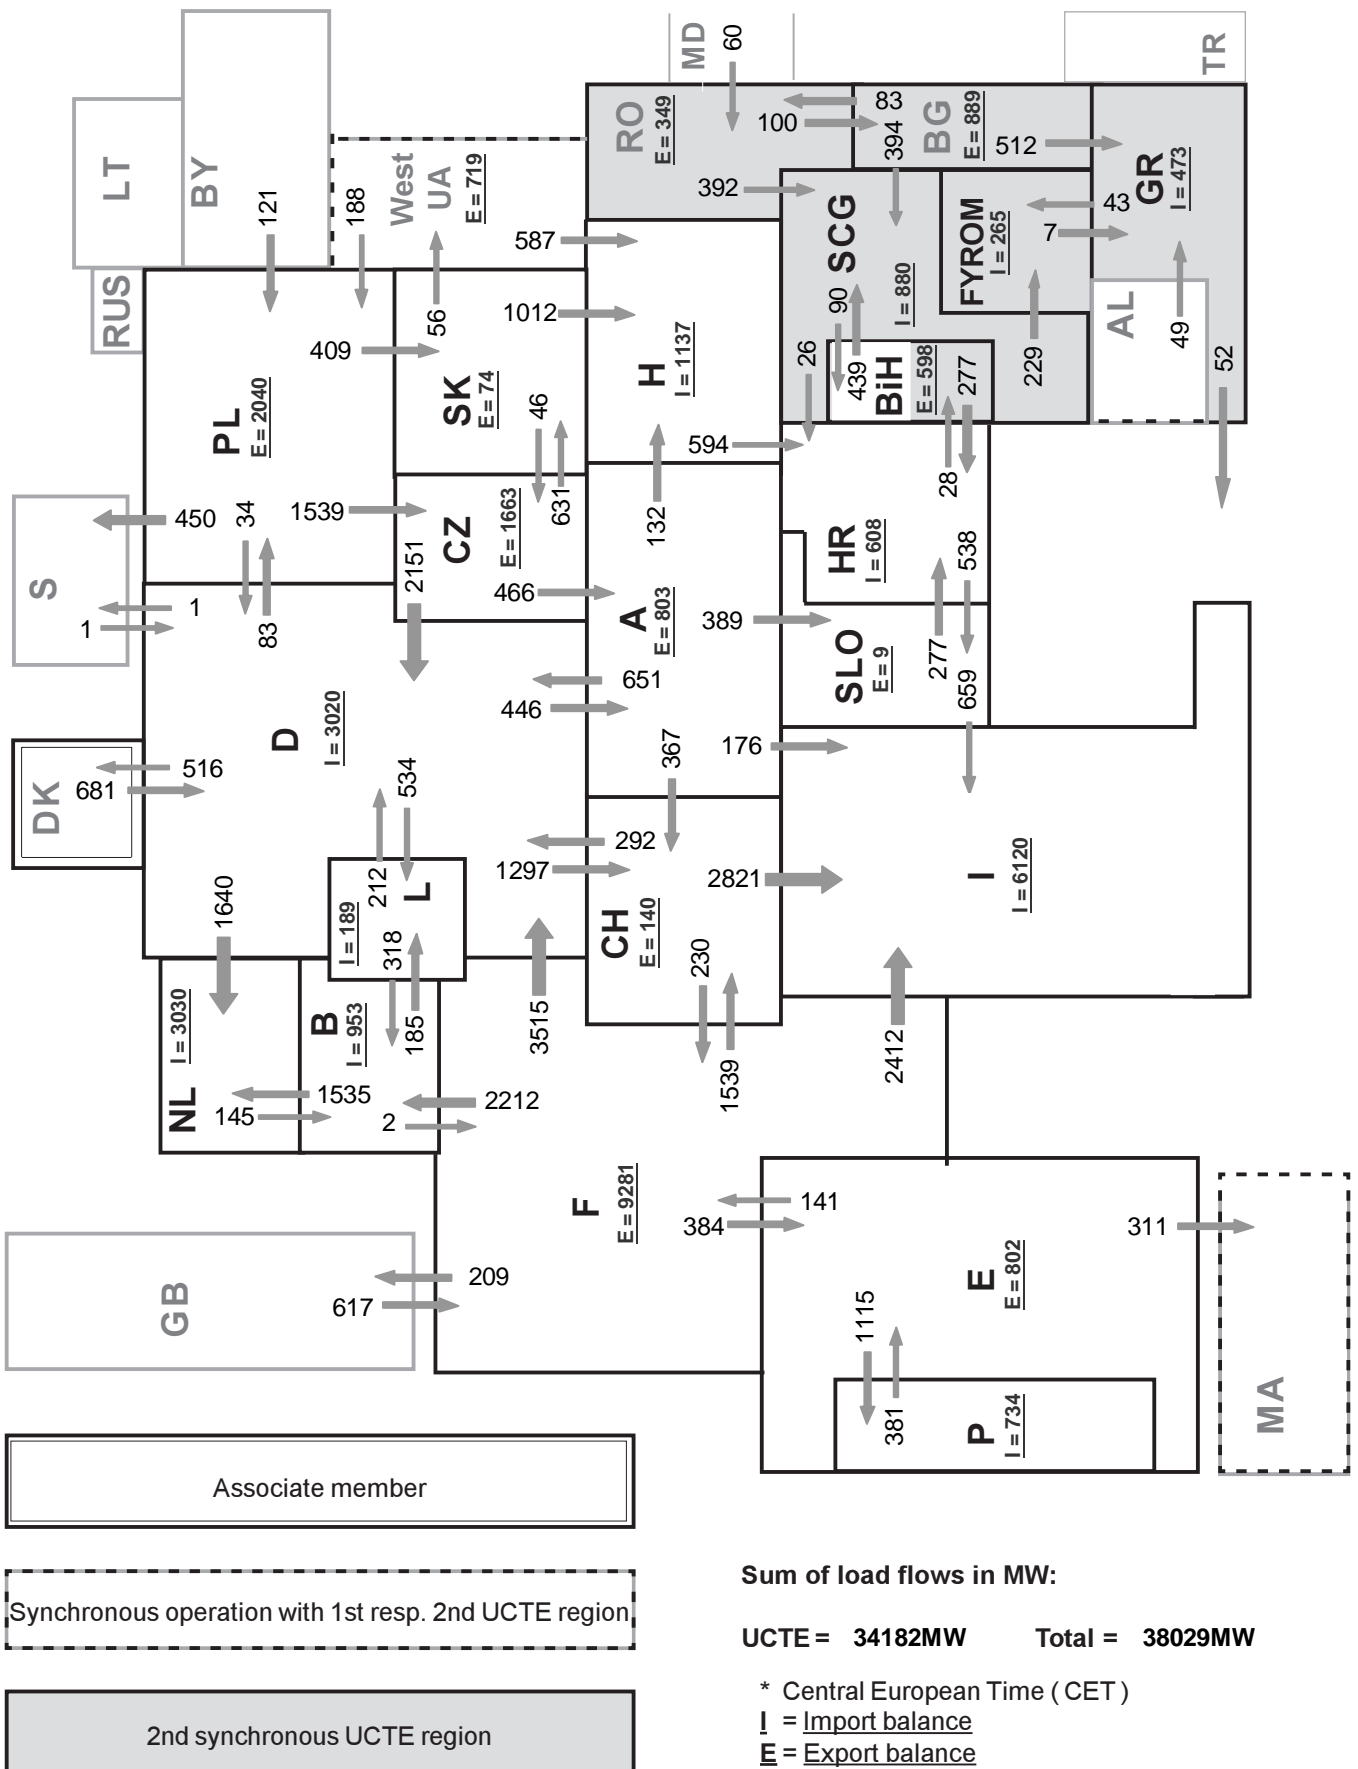 MD
60
TR
RO
E = 349
100
83
394
BG
E = 889
512
GR
I = 473
LT
BY
121
188
West
UA
E = 719
392
SCG
I = 880
FYROM
I = 265
43
7
587
RUS
56
1012
90
439
26
BiH
E = 598
277
229
AL
49
52
409
PL
E = 2040
SK
E = 74
46
631
H
I = 1137
594
28
450
34
83
1539
CZ
E = 1663
2151
132
HR
I = 608
538
S
1
1
466
A
E = 803
389
SLO
E = 9
277
659
651
446
D
I = 3020
367
176
DK
516
681
534
212
292
1297
2821
I
I = 6120
L
I = 189
1640
318
185
3515
CH
E = 140
230
1539
2412
NL
I = 3030
B
I = 953
1535
145
2212
2
F
E = 9281
141
384
311
E
E = 802
GB
209
617
1115
381
P
I = 734
MA
Associate member
Synchronous operation with 1st resp. 2nd UCTE region
2nd synchronous UCTE region
Sum of load flows in MW:
UCTE = 34182MW Total = 38029MW
* Central European Time ( CET )
I = Import balance
E = Export balance